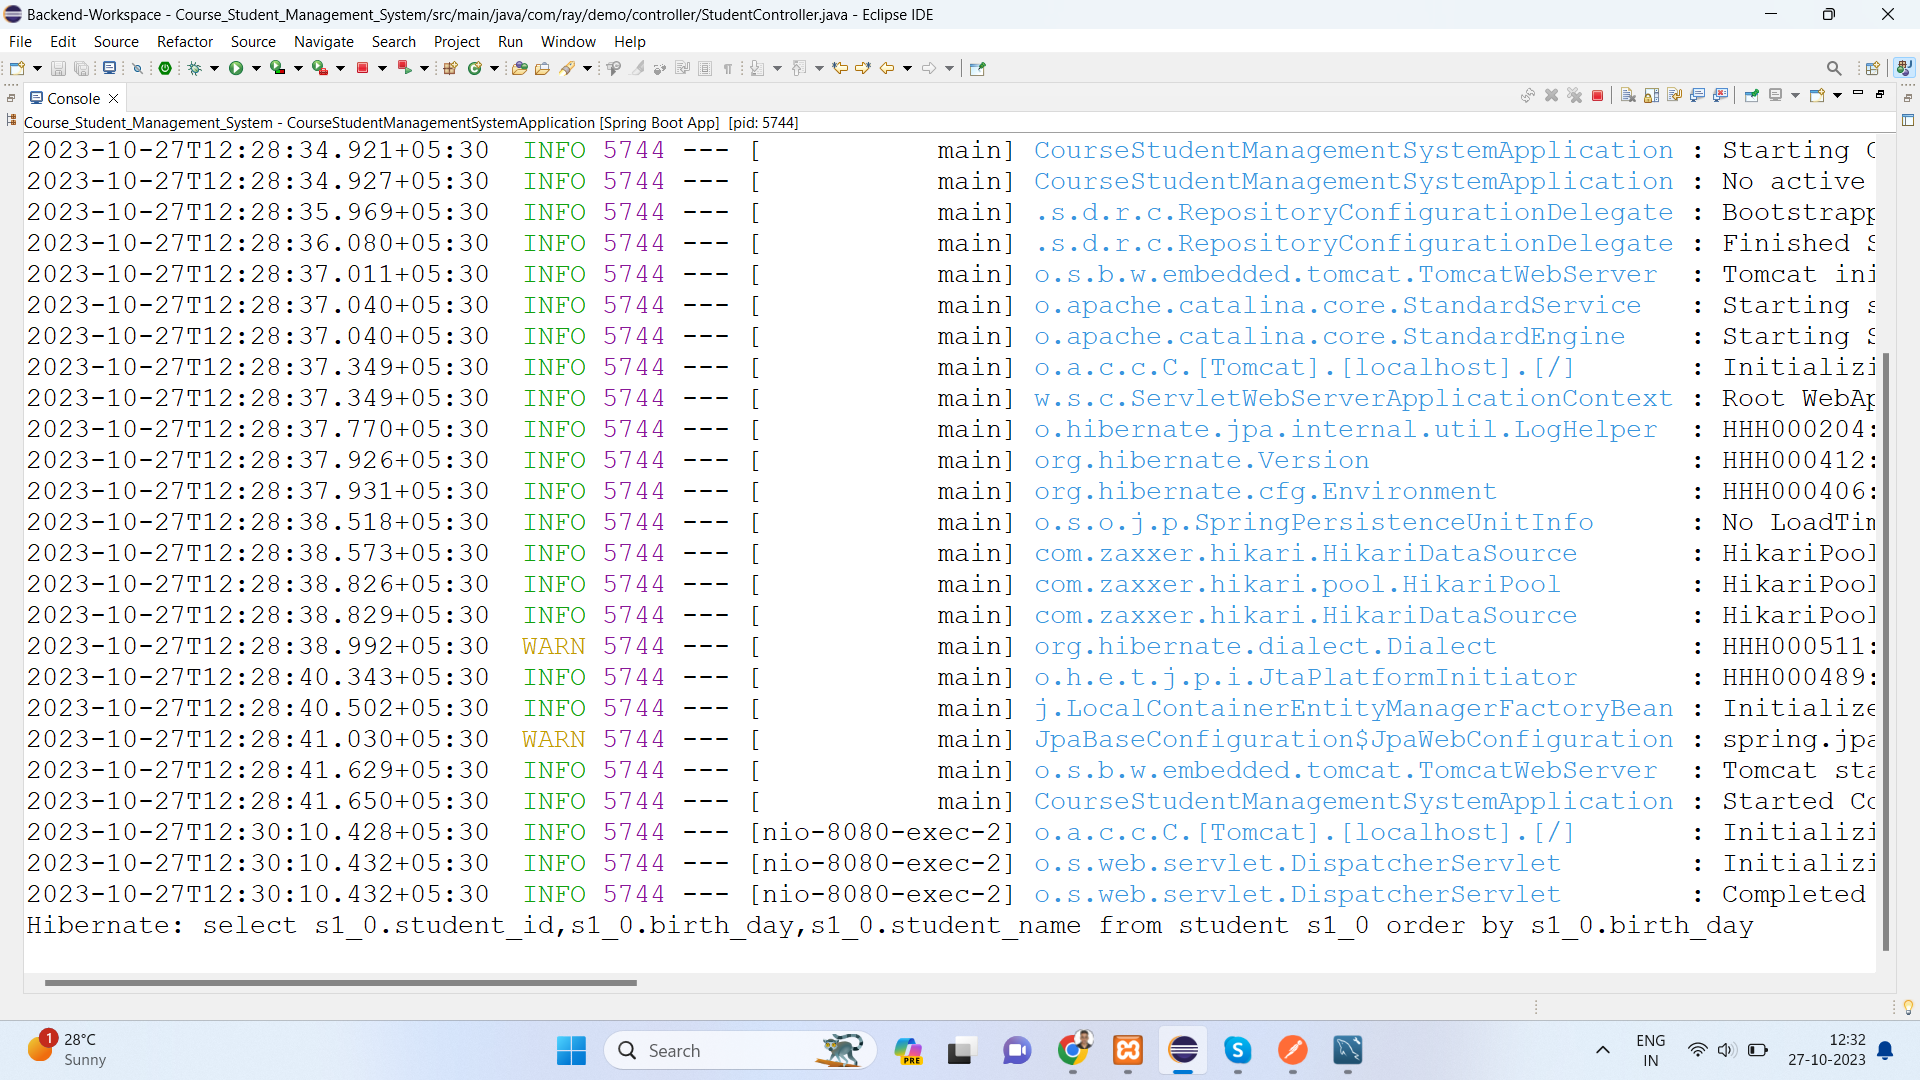 Backend-Workspace - Course_Student_Management_System/src/main/java/com/ray/demo/controller/StudentController.java - Eclipse IDE
File Edit Source Refactor Source Navigate Search Project Run Window Help
Console
Course_Student_Management_System - CourseStudentManagementSystemApplication [Spring Boot App] [pid: 5744]
2023-10-27T12:28:34.921+05:30 INFO 5744 --- [ main] CourseStudentManagementSystemApplication : Starting C
2023-10-27T12:28:34.927+05:30 INFO 5744 --- [ main] CourseStudentManagementSystemApplication : No active
2023-10-27T12:28:35.969+05:30 INFO 5744 --- [ main] .s.d.r.c.RepositoryConfigurationDelegate : Bootstrapp
2023-10-27T12:28:36.080+05:30 INFO 5744 --- [ main] .s.d.r.c.RepositoryConfigurationDelegate : Finished S
2023-10-27T12:28:37.011+05:30 INFO 5744 --- [ main] o.s.b.w.embedded.tomcat.TomcatWebServer : Tomcat ini
2023-10-27T12:28:37.040+05:30 INFO 5744 --- [ main] o.apache.catalina.core.StandardService : Starting s
2023-10-27T12:28:37.040+05:30 INFO 5744 --- [ main] o.apache.catalina.core.StandardEngine : Starting S
2023-10-27T12:28:37.349+05:30 INFO 5744 --- [ main] o.a.c.c.C.[Tomcat].[localhost].[/] : Initializi
2023-10-27T12:28:37.349+05:30 INFO 5744 --- [ main] w.s.c.ServletWebServerApplicationContext : Root WebAp
2023-10-27T12:28:37.770+05:30 INFO 5744 --- [ main] o.hibernate.jpa.internal.util.LogHelper : HHH000204:
2023-10-27T12:28:37.926+05:30 INFO 5744 --- [ main] org.hibernate.Version : HHH000412:
2023-10-27T12:28:37.931+05:30 INFO 5744 --- [ main] org.hibernate.cfg.Environment : HHH000406:
2023-10-27T12:28:38.518+05:30 INFO 5744 --- [ main] o.s.o.j.p.SpringPersistenceUnitInfo : No LoadTim
2023-10-27T12:28:38.573+05:30 INFO 5744 --- [ main] com.zaxxer.hikari.HikariDataSource : HikariPool
2023-10-27T12:28:38.826+05:30 INFO 5744 --- [ main] com.zaxxer.hikari.pool.HikariPool : HikariPool
2023-10-27T12:28:38.829+05:30 INFO 5744 --- [ main] com.zaxxer.hikari.HikariDataSource : HikariPool
2023-10-27T12:28:38.992+05:30 WARN 5744 --- [ main] org.hibernate.dialect.Dialect : HHH000511:
2023-10-27T12:28:40.343+05:30 INFO 5744 --- [ main] o.h.e.t.j.p.i.JtaPlatformInitiator : HHH000489:
2023-10-27T12:28:40.502+05:30 INFO 5744 --- [ main] j.LocalContainerEntityManagerFactoryBean : Initialize
2023-10-27T12:28:41.030+05:30 WARN 5744 --- [ main] JpaBaseConfiguration$JpaWebConfiguration : spring.jpa
2023-10-27T12:28:41.629+05:30 INFO 5744 --- [ main] o.s.b.w.embedded.tomcat.TomcatWebServer : Tomcat sta
2023-10-27T12:28:41.650+05:30 INFO 5744 --- [ main] CourseStudentManagementSystemApplication : Started Co
2023-10-27T12:30:10.428+05:30 INFO 5744 --- [nio-8080-exec-2] o.a.c.c.C.[Tomcat].[localhost].[/] : Initializi
2023-10-27T12:30:10.432+05:30 INFO 5744 --- [nio-8080-exec-2] o.s.web.servlet.DispatcherServlet : Initializi
2023-10-27T12:30:10.432+05:30 INFO 5744 --- [nio-8080-exec-2] o.s.web.servlet.DispatcherServlet : Completed
Hibernate: select s1_0.student_id,s1_0.birth_day,s1_0.student_name from student s1_0 order by s1_0.birth_day
1
28°C
Sunny
Search
PRE
ENG
IN
12:32
27-10-2023